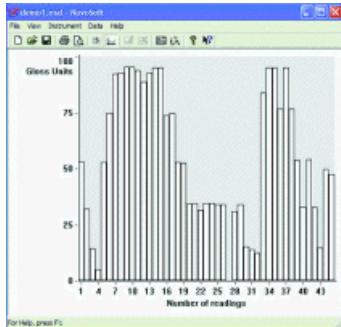 demo1.mal - NovoSoft
File View Instrument Data Help
100
Gloss Units
75
50
25
0
1 4 7 10 13 16 19 22 25 28 31 34 37 40 43
Number of readings
For Help, press F1